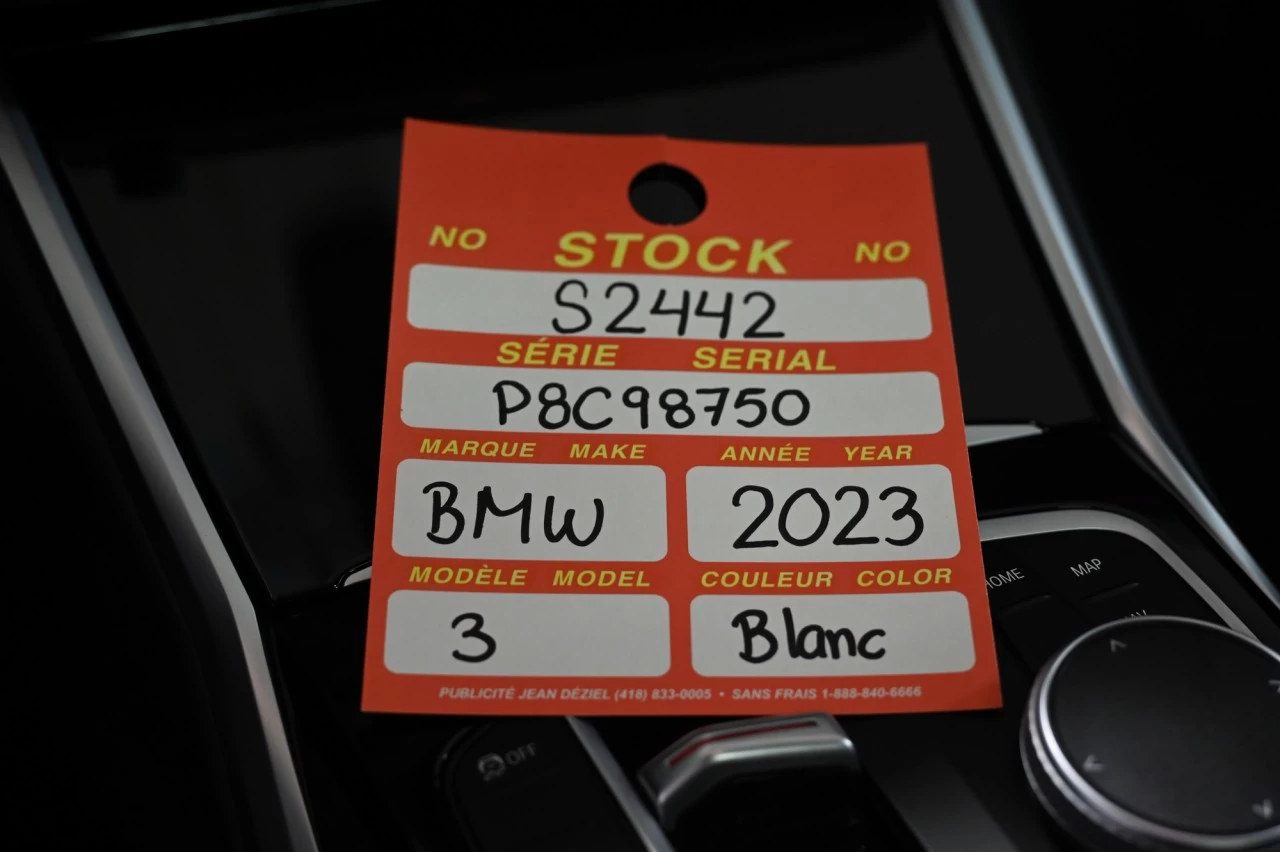 NO STOCK NO
S2442
SÉRIE SERIAL
P8C98750
MARQUE MAKE ANNÉE YEAR
BMW 2023
MODÈLE MODEL COULEUR COLOR
3 Blanc
PUBLICITÉ JEAN DÉZIEL (418) 833-0005 • SANS FRAIS 1-888-840-6666
HOME MAP
OFF